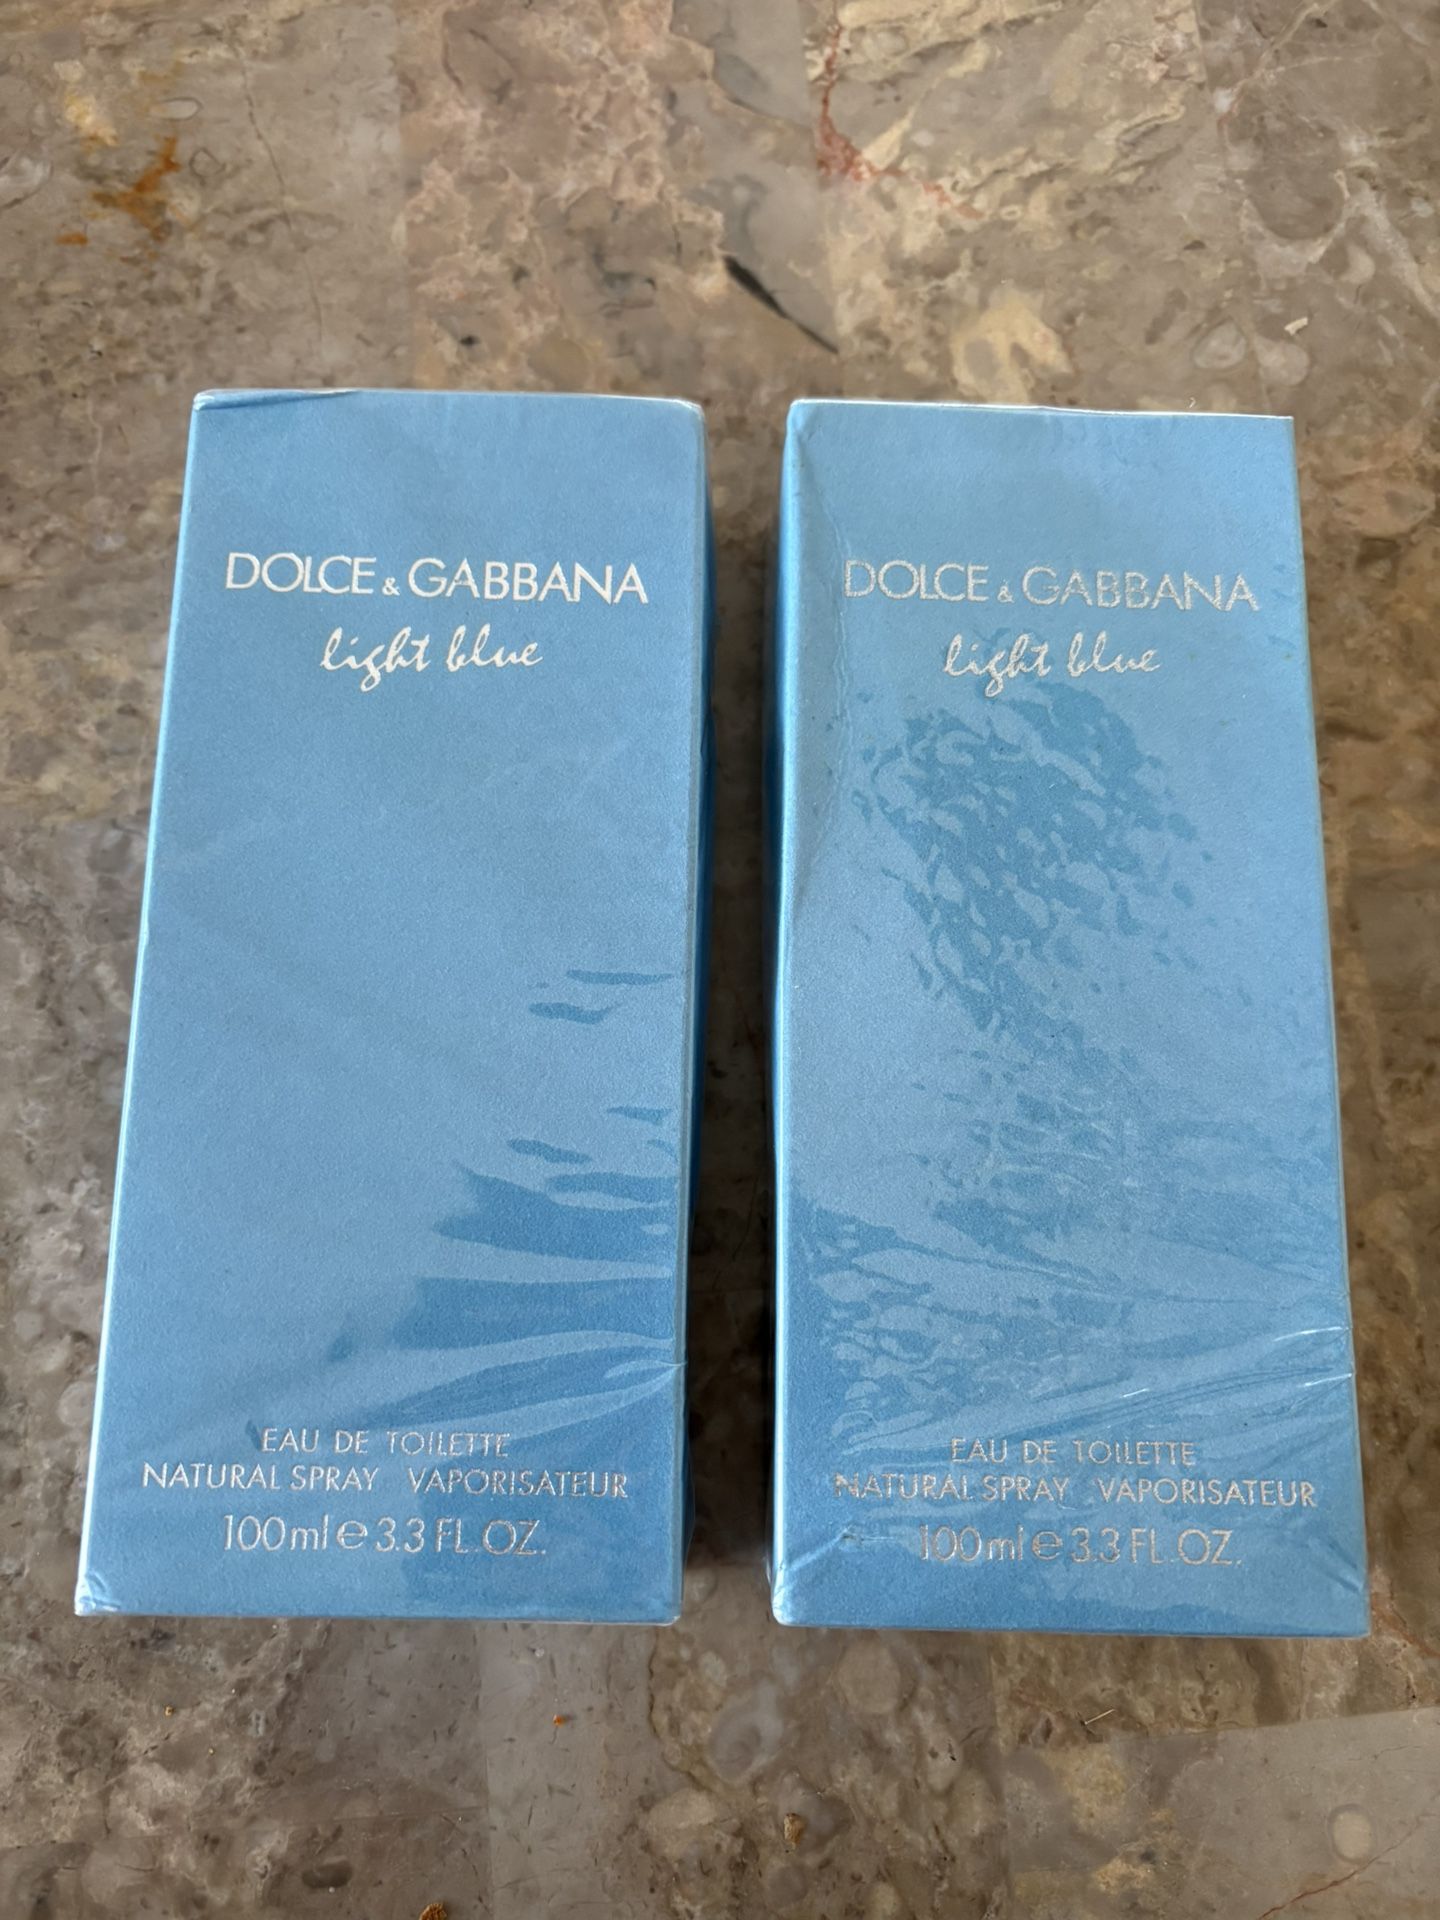 DOLCE & GABBANA
light blue
EAU DE TOILETTE
NATURAL SPRAY VAPORISATEUR
100ml e 3.3 FL.OZ.
DOLCE & GABBANA
light blue
EAU DE TOILETTE
NATURAL SPRAY VAPORISATEUR
100ml e 3.3 FL.OZ.